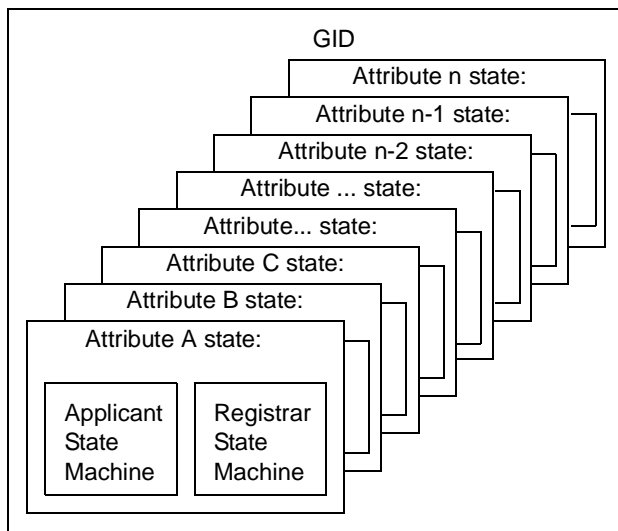 GID
Attribute n state:
Attribute n-1 state:
Attribute n-2 state:
Attribute ... state:
Attribute... state:
Attribute C state:
Attribute B state:
Attribute A state:
Applicant
State
Machine
Registrar
State
Machine